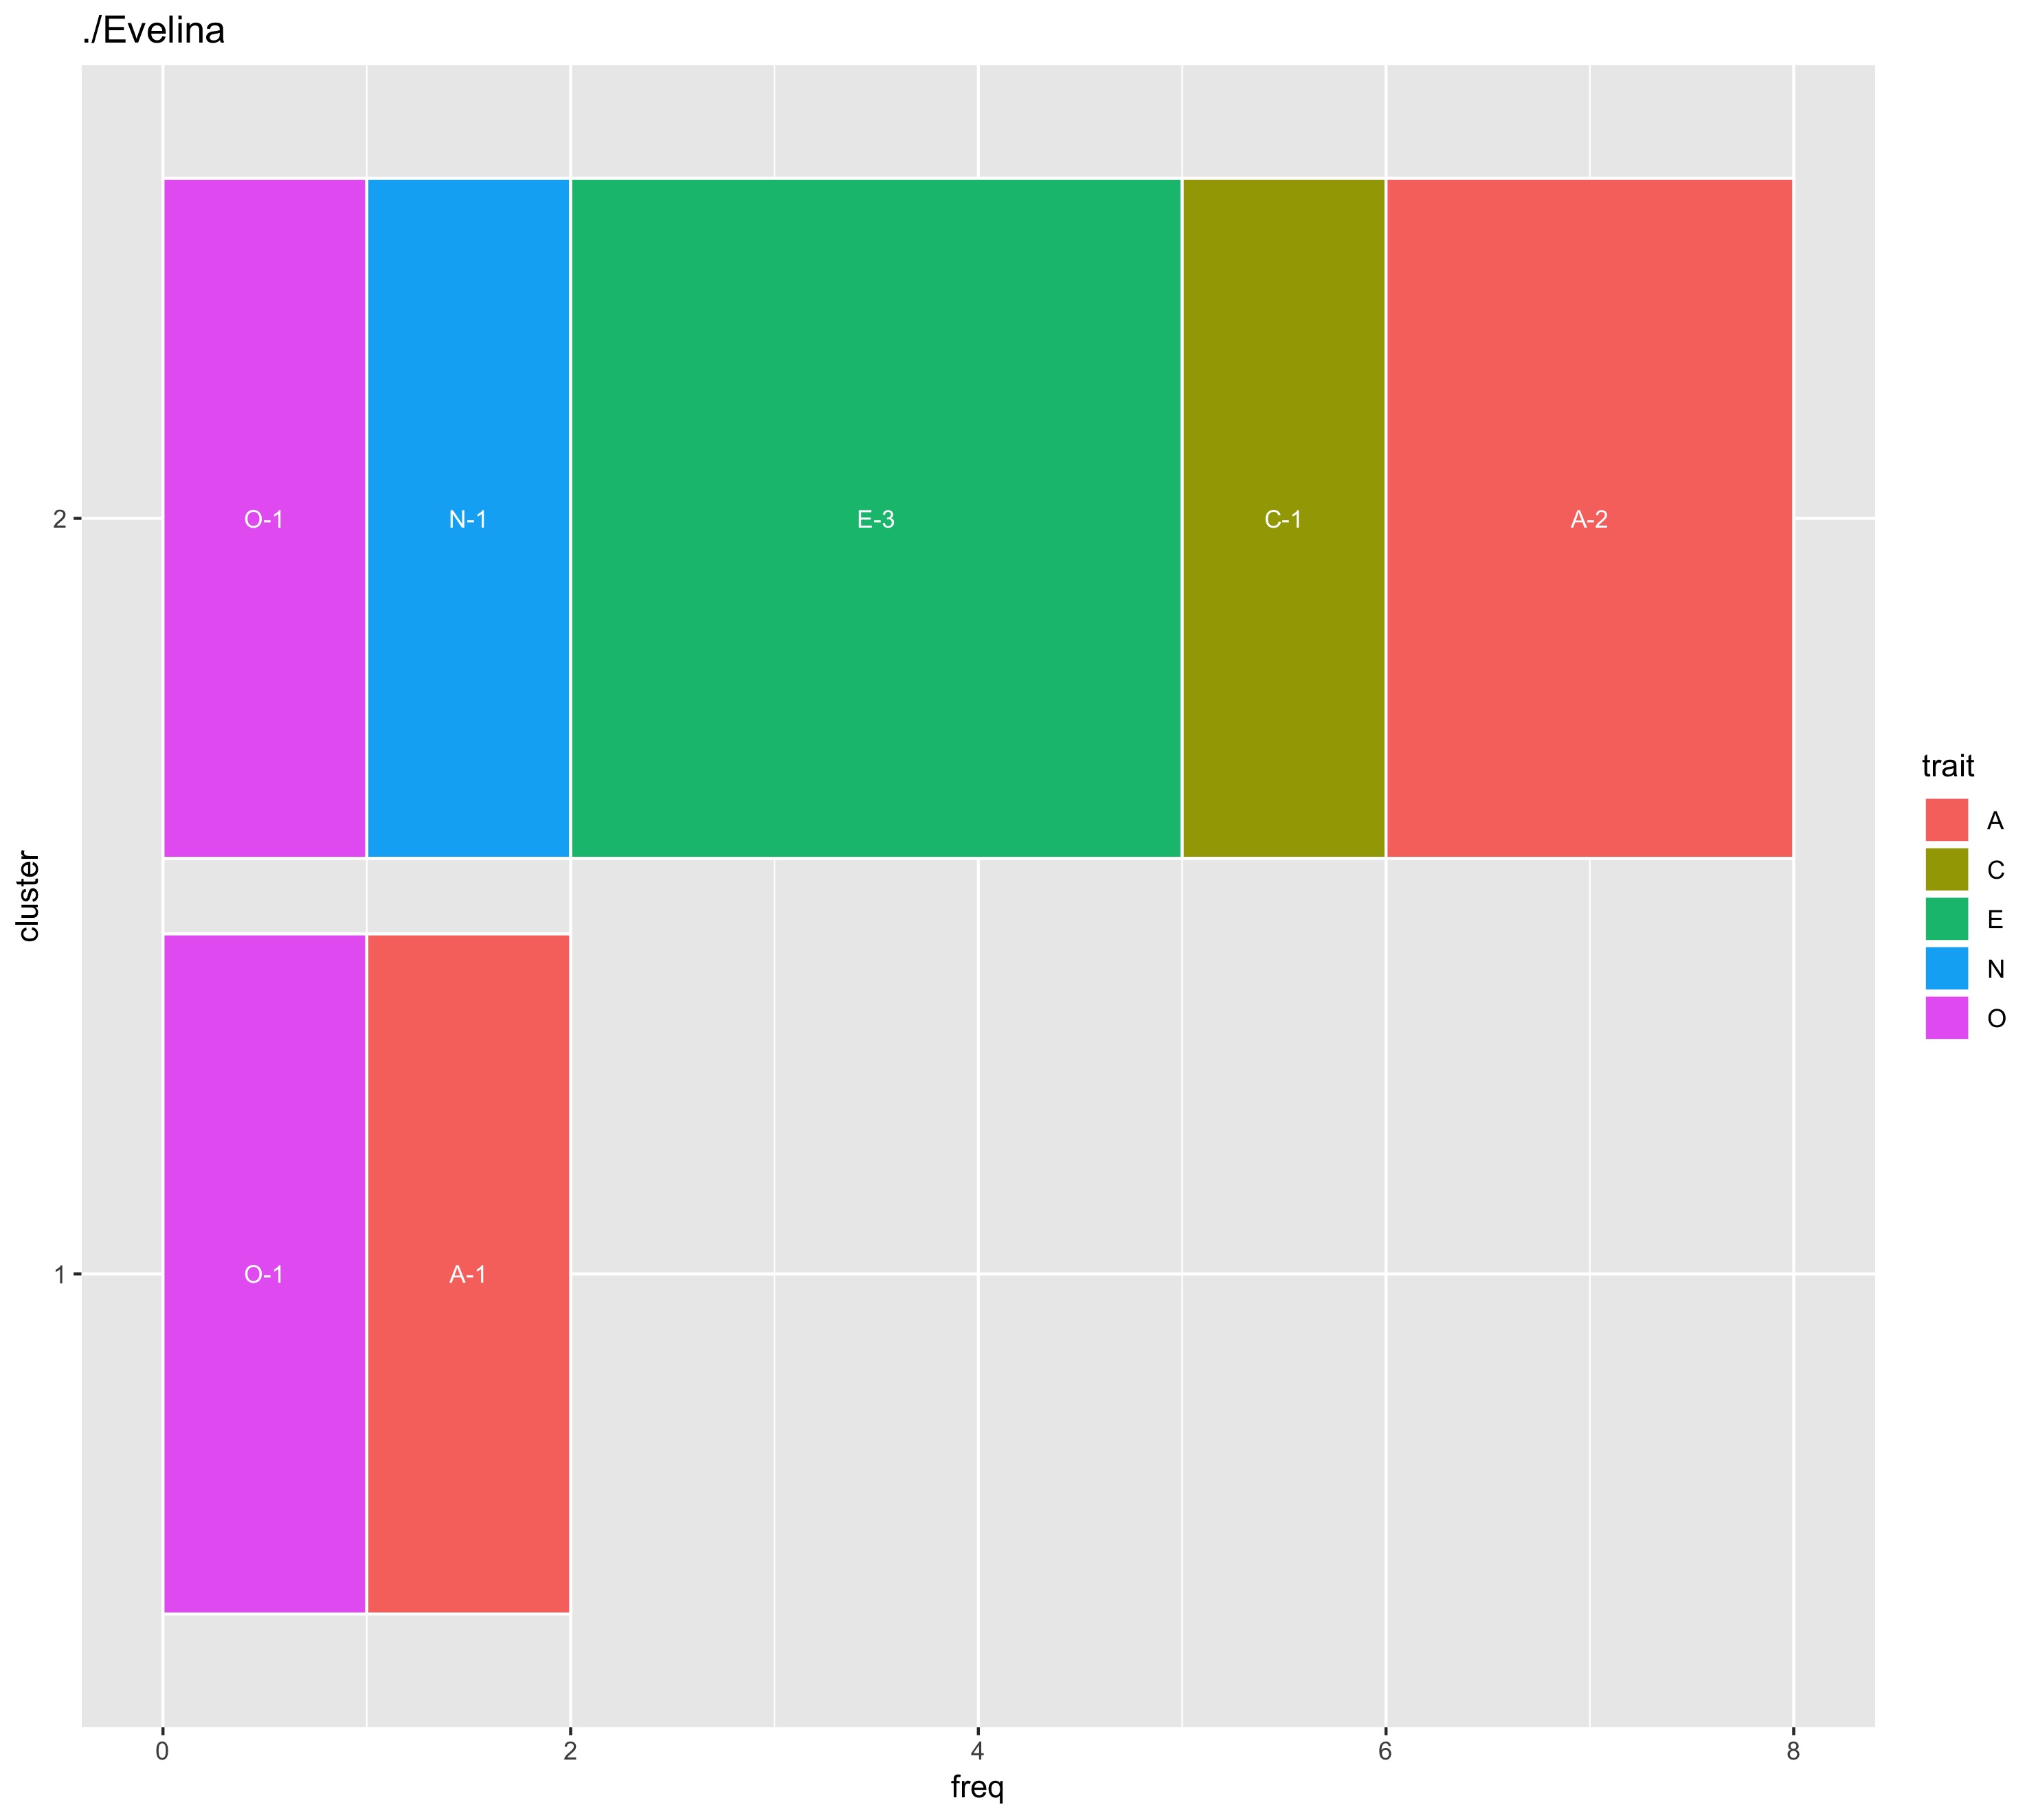 ./Evelina
2
O-1
N-1
E-3
C-1
A-2
1
O-1
A-1
cluster
0
2
4
6
8
freq
trait
A
C
E
N
O